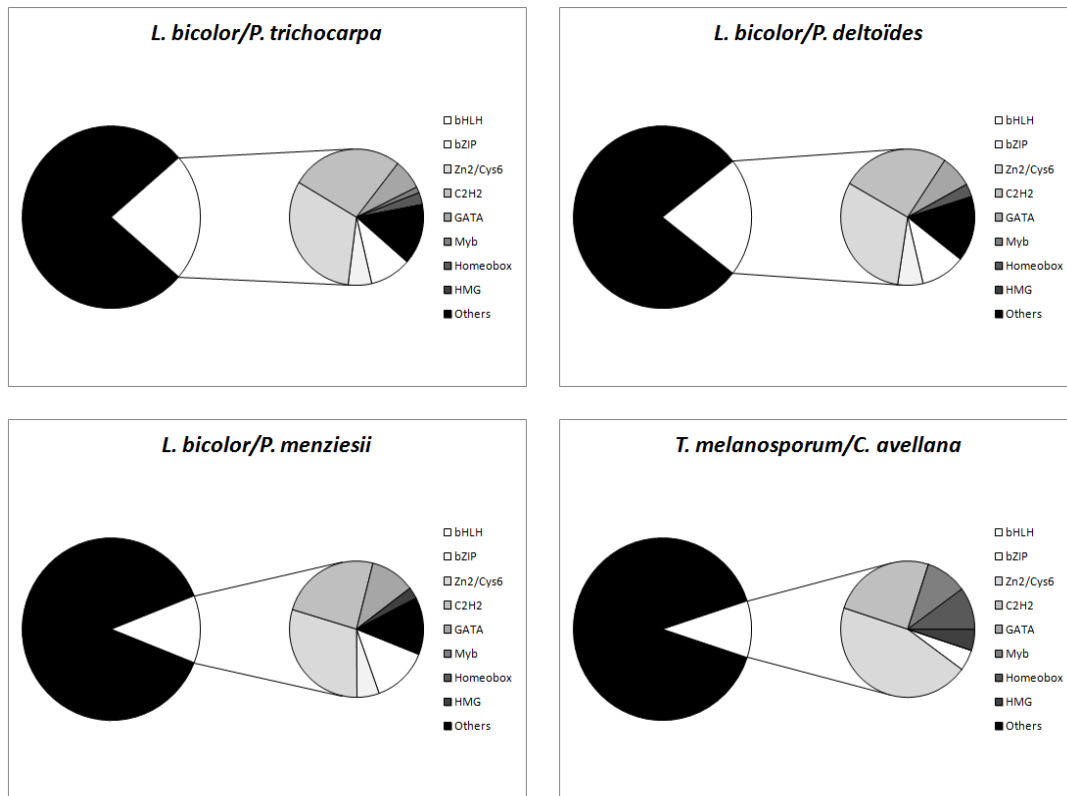 L. bicolor/P. trichocarpa
bHLH
bZIP
Zn2/Cys6
C2H2
GATA
Myb
Homeobox
HMG
Others
L. bicolor/P. deltoïdes
bHLH
bZIP
Zn2/Cys6
C2H2
GATA
Myb
Homeobox
HMG
Others
L. bicolor/P. menziesii
bHLH
bZIP
Zn2/Cys6
C2H2
GATA
Myb
Homeobox
HMG
Others
T. melanosporum/C. avellana
bHLH
bZIP
Zn2/Cys6
C2H2
GATA
Myb
Homeobox
HMG
Others